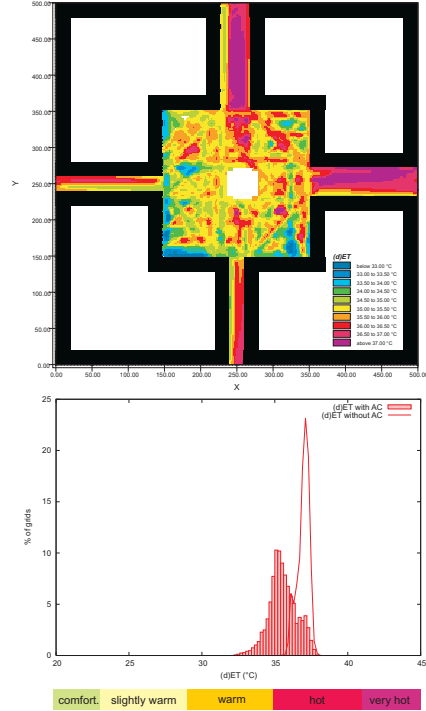 500.00
450.00
400.00
350.00
300.00
250.00
200.00
150.00
100.00
50.00
0.00
Y
(d)ET
below 33.00 °C
33.00 to 33.50 °C
33.50 to 34.00 °C
34.00 to 34.50 °C
34.50 to 35.00 °C
35.00 to 35.50 °C
35.50 to 36.00 °C
36.00 to 36.50 °C
36.50 to 37.00 °C
above 37.00 °C
0.00 50.00 100.00 150.00 200.00 250.00 300.00 350.00 400.00 450.00 500.00
X
25
20
15
10
5
0
% of grids
(d)ET with AC
(d)ET without AC
20 25 30 35 40 45
(d)ET (°C)
comfort. slightly warm warm hot very hot